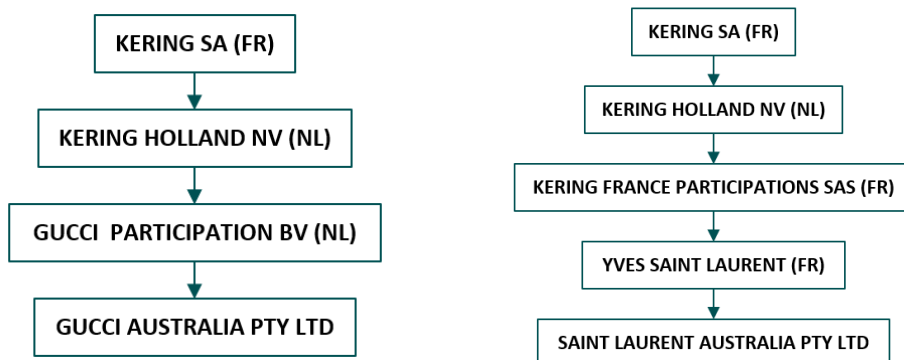 KERING SA (FR)
KERING HOLLAND NV (NL)
GUCCI PARTICIPATION BV (NL)
GUCCI AUSTRALIA PTY LTD
KERING SA (FR)
KERING HOLLAND NV (NL)
KERING FRANCE PARTICIPATIONS SAS (FR)
YVES SAINT LAURENT (FR)
SAINT LAURENT AUSTRALIA PTY LTD